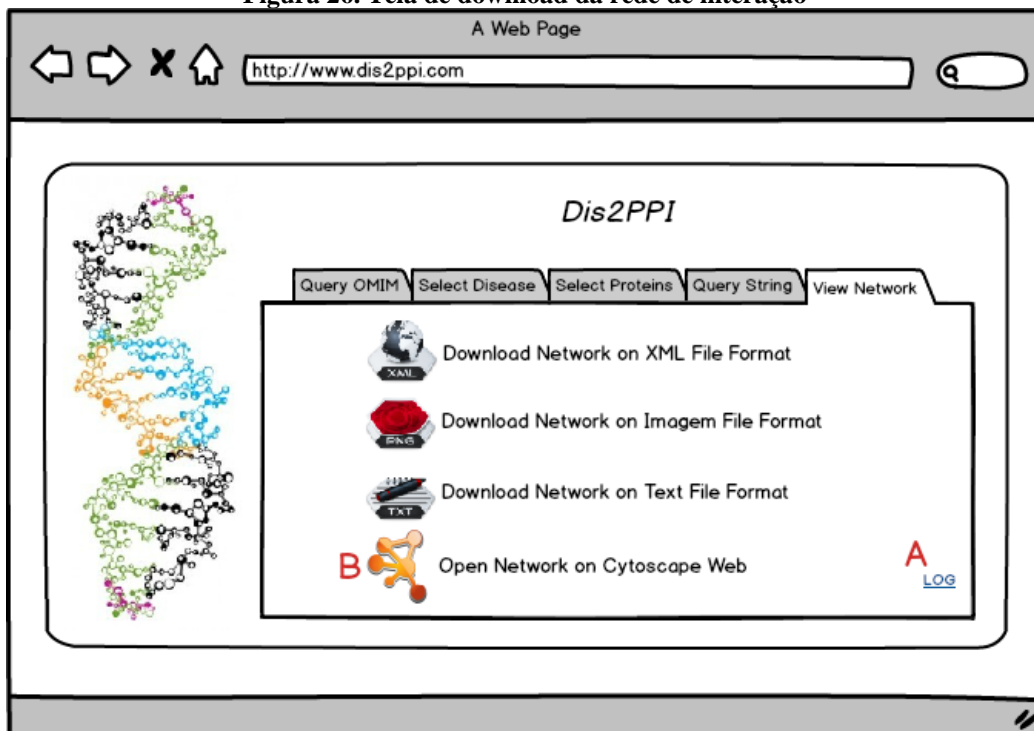 Figura 26. Tela de download da rede de interação
A Web Page
http://www.dis2ppi.com
Dis2PPI
Query OMIM Select Disease Select Proteins Query String View Network
XML Download Network on XML File Format
PNG Download Network on Imagem File Format
TXT Download Network on Text File Format
B Open Network on Cytoscape Web A
LOG